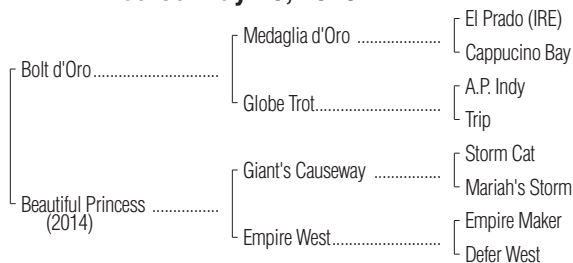 El Prado (IRE)
Medaglia d'Oro
Cappucino Bay
Bolt d'Oro
A.P. Indy
Globe Trot
Trip
Storm Cat
Giant's Causeway
Mariah's Storm
Beautiful Princess
(2014)
Empire Maker
Empire West
Defer West